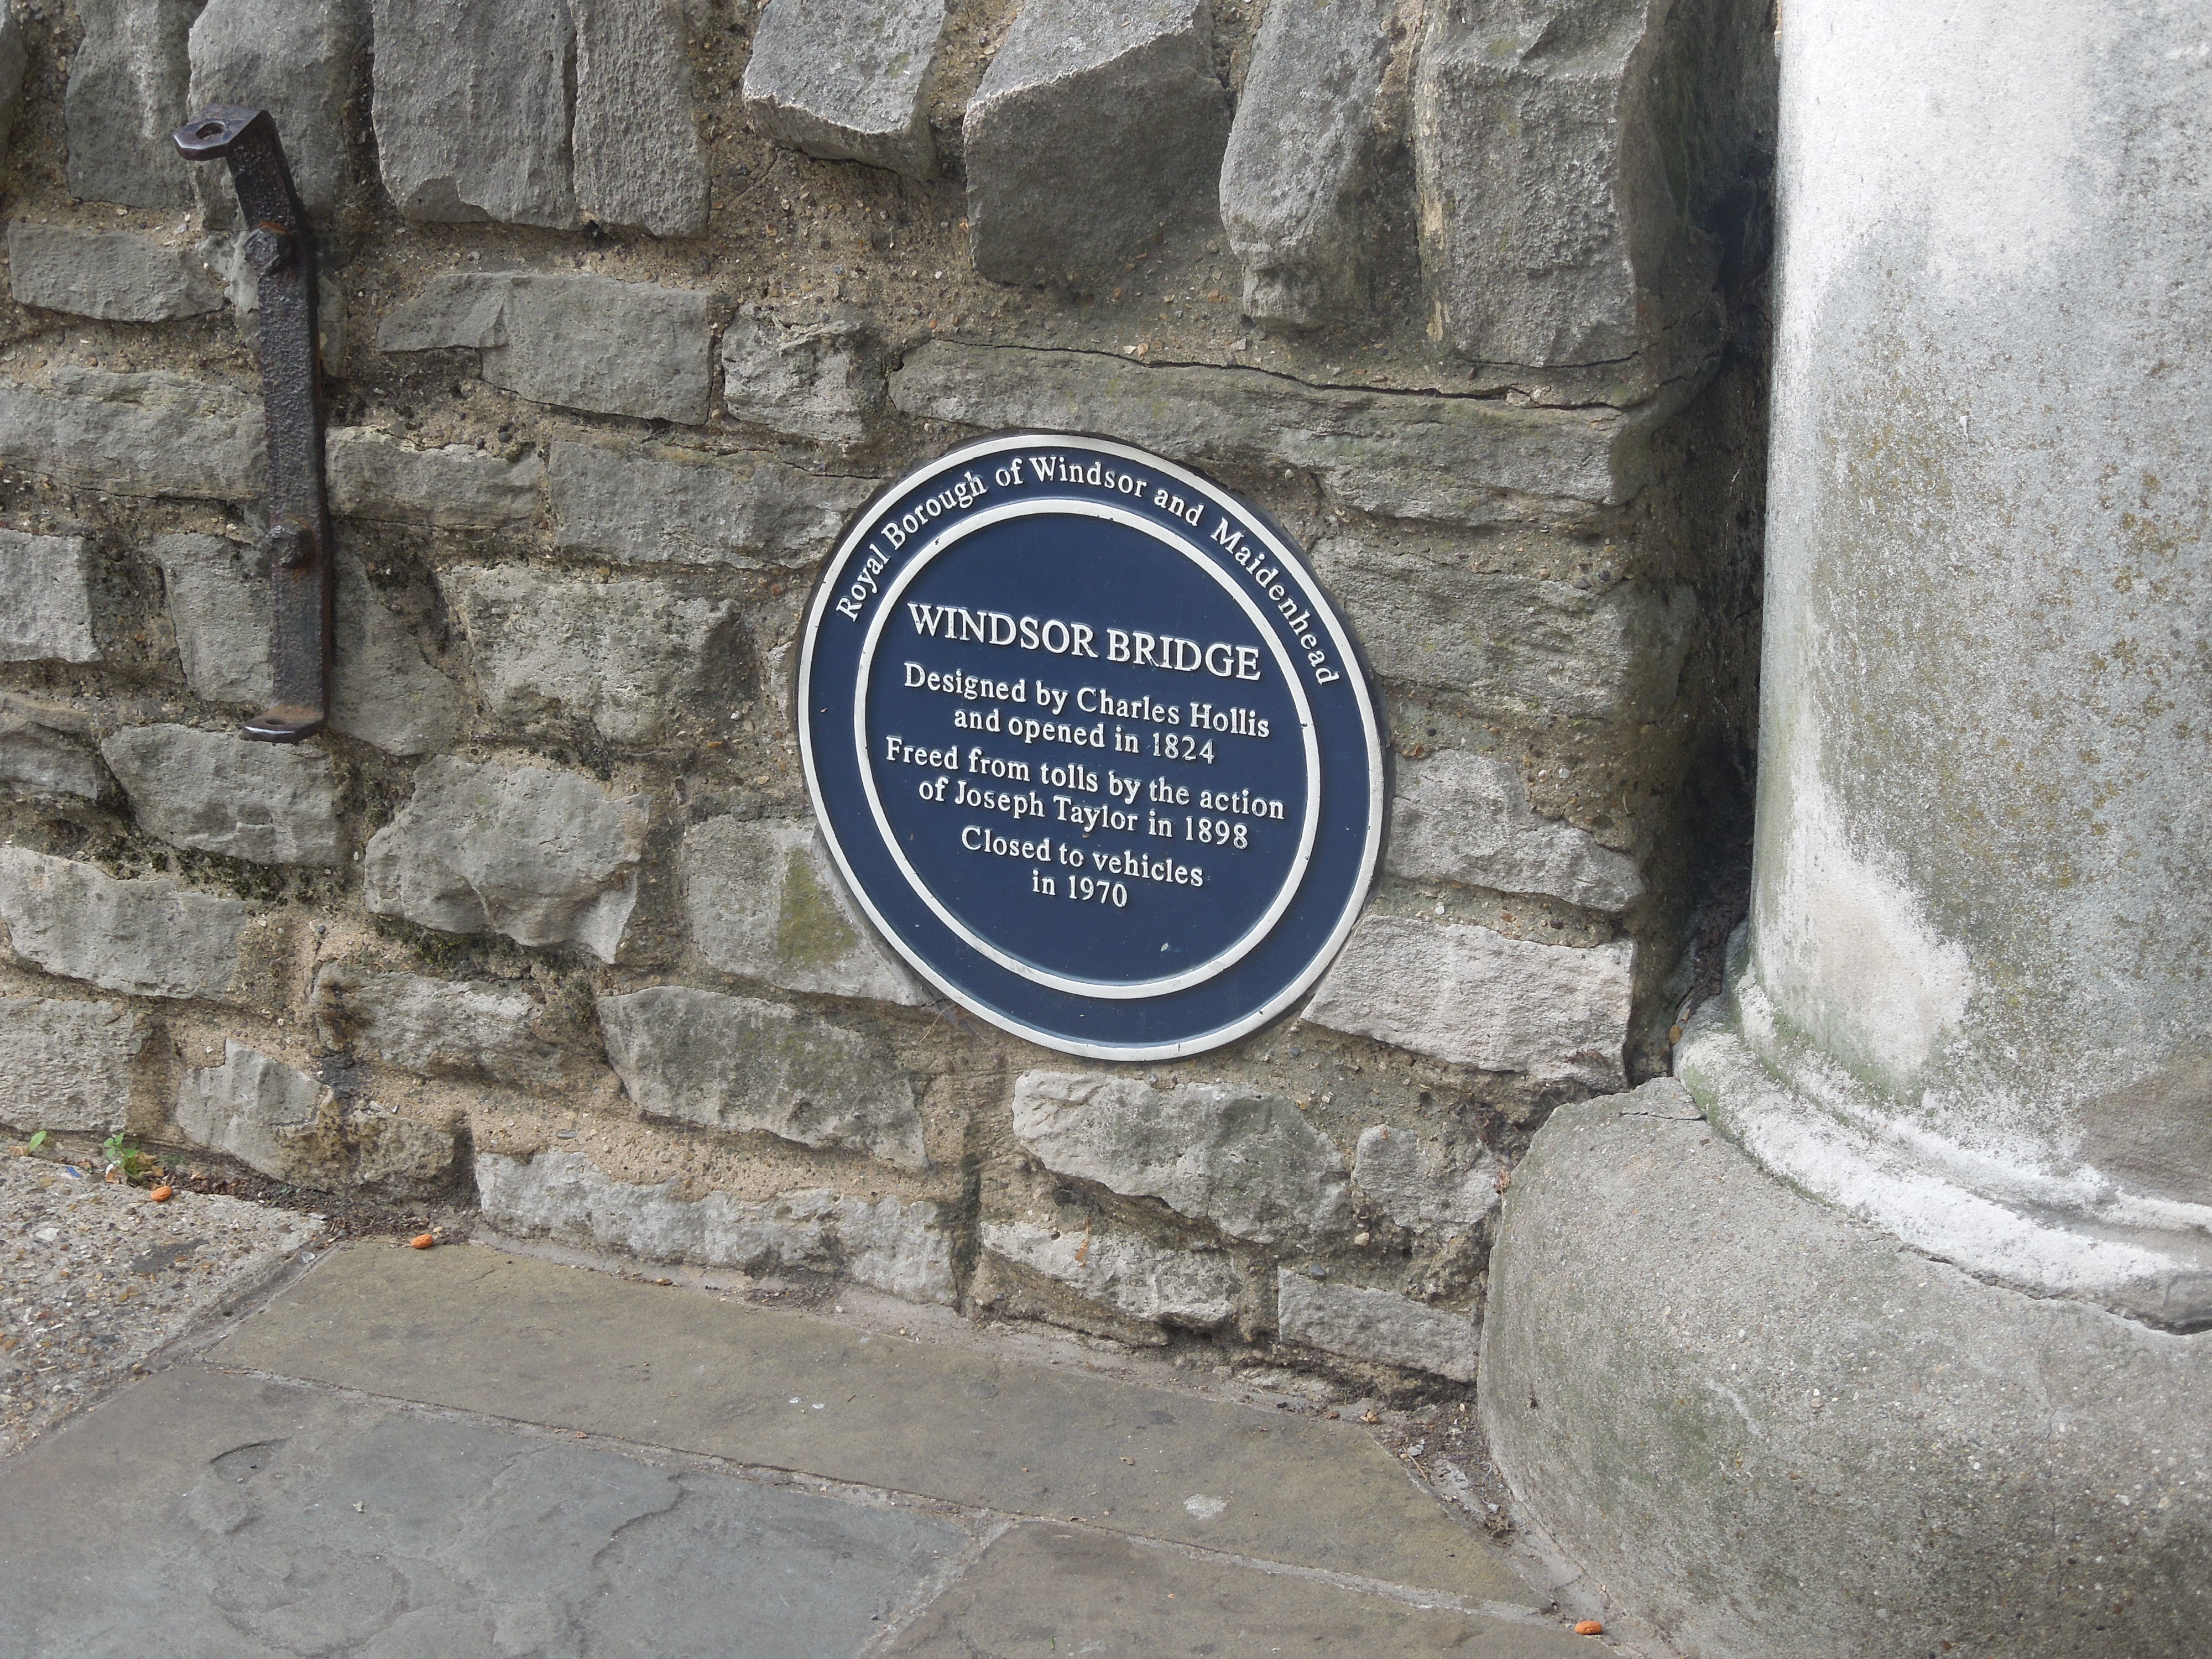 Royal Borough of Windsor and Maidenhead
WINDSOR BRIDGE
Designed by Charles Hollis
and opened in 1824
Freed from tolls by the action
of Joseph Taylor in 1898
Closed to vehicles
in 1970